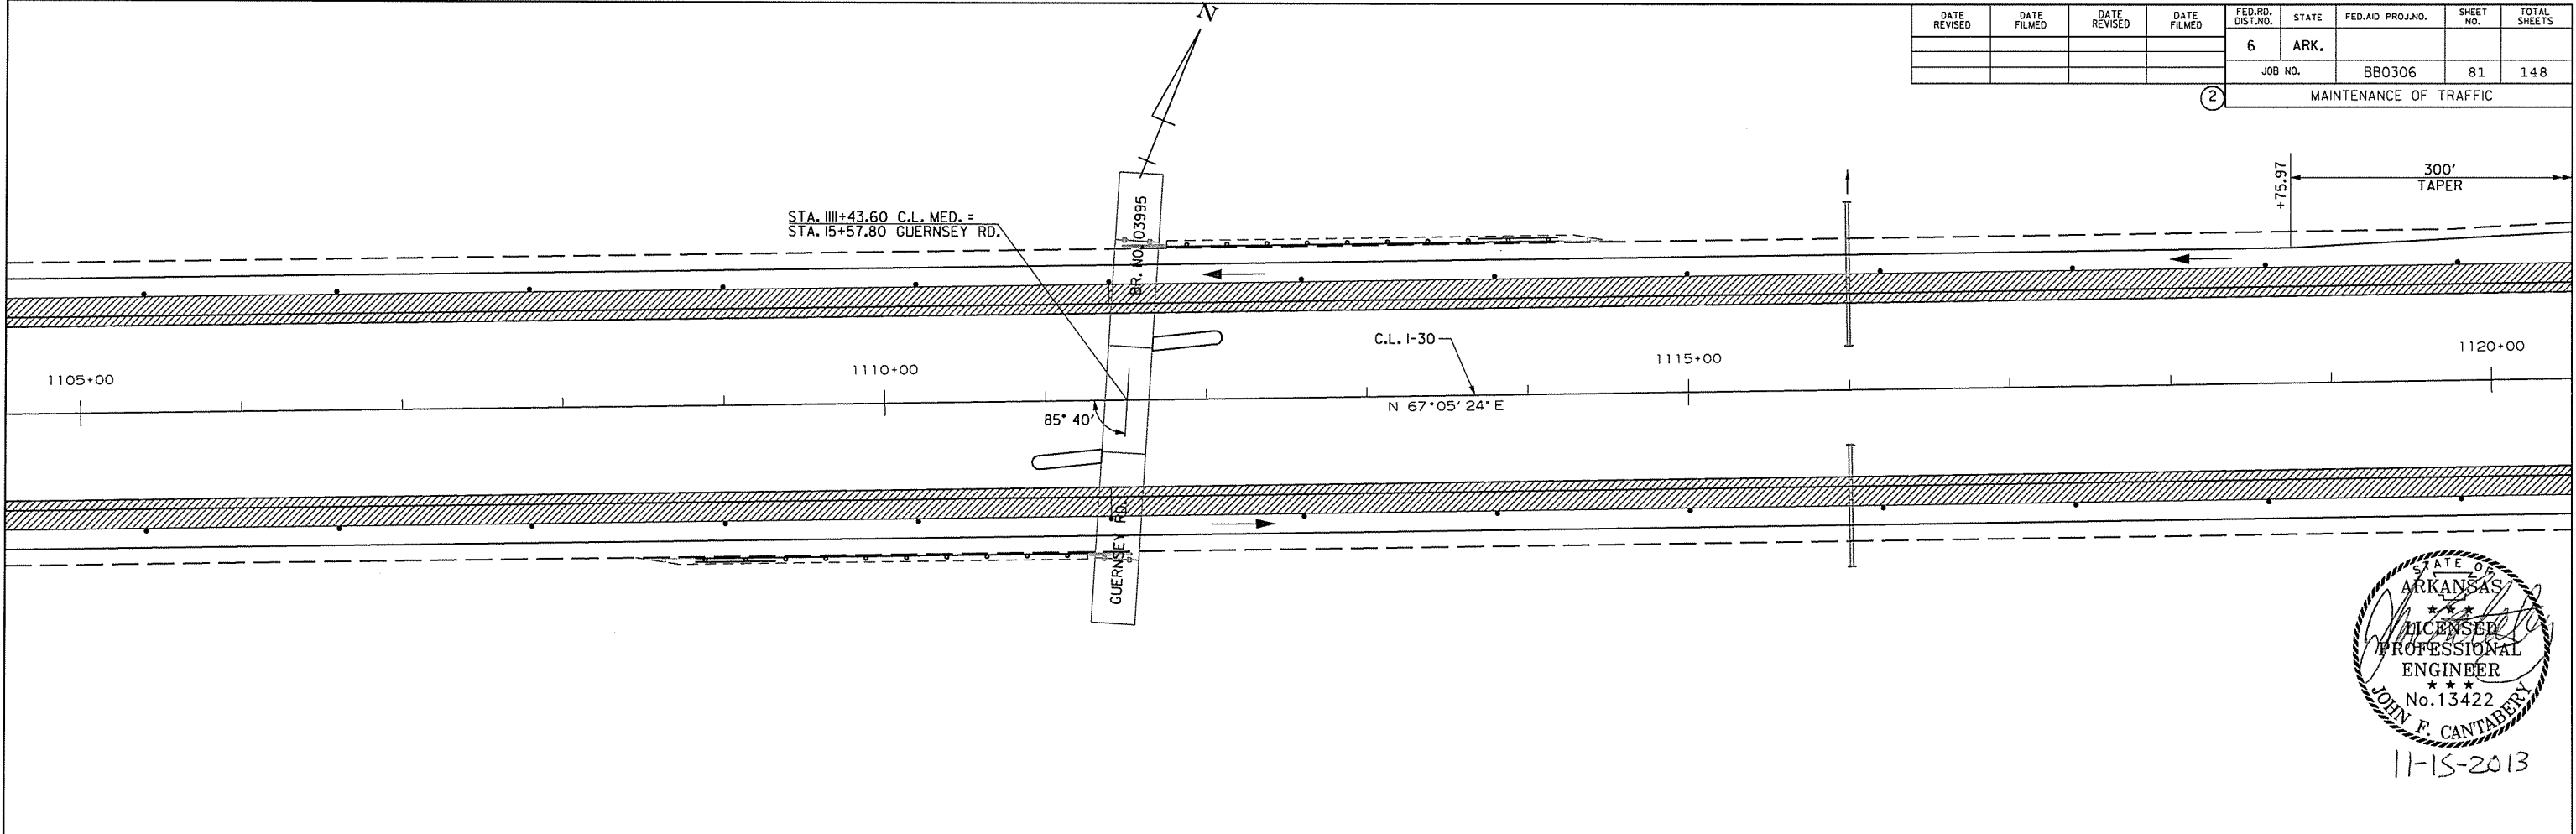 DATE REVISED
DATE FILMED
DATE REVISED
DATE FILMED
FED.RD. DIST.NO.
STATE
FED.AID PROJ.NO.
SHEET NO.
TOTAL SHEETS
6
ARK.
JOB NO.
BB0306
81
148
2
MAINTENANCE OF TRAFFIC
N
+75.97
300'
TAPER
STA. 1111+43.60 C.L. MED. =
STA. 15+57.80 GUERNSEY RD.
BR. NO. 03995
C.L. I-30
1105+00
1110+00
1115+00
1120+00
85° 40'
N 67°05'24" E
GUERNSEY RD.
STATE OF
ARKANSAS
★ ★ ★
LICENSED
PROFESSIONAL
ENGINEER
★ ★ ★
No.13422
JOHN F. CANTABERY
11-15-2013